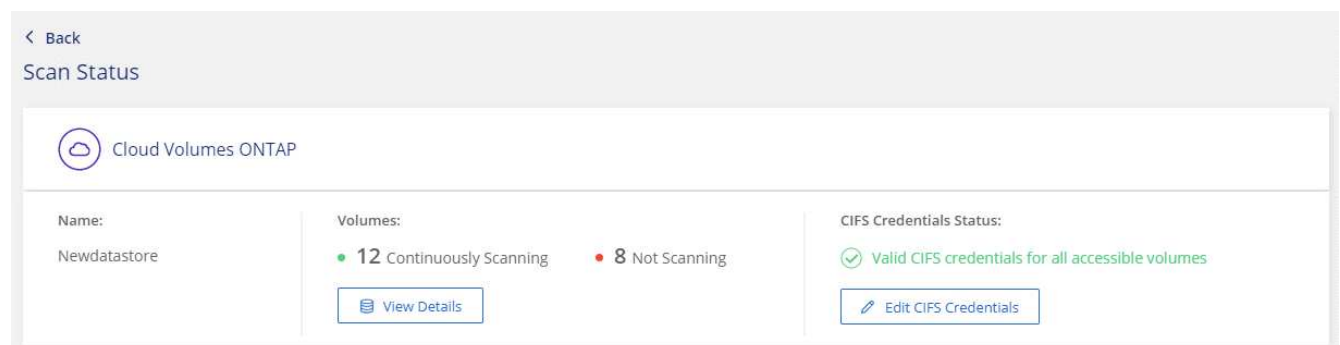 Back
Scan Status
Cloud Volumes ONTAP
Name:
Newdatastore
Volumes:
12 Continuously Scanning
8 Not Scanning
View Details
CIFS Credentials Status:
Valid CIFS credentials for all accessible volumes
Edit CIFS Credentials